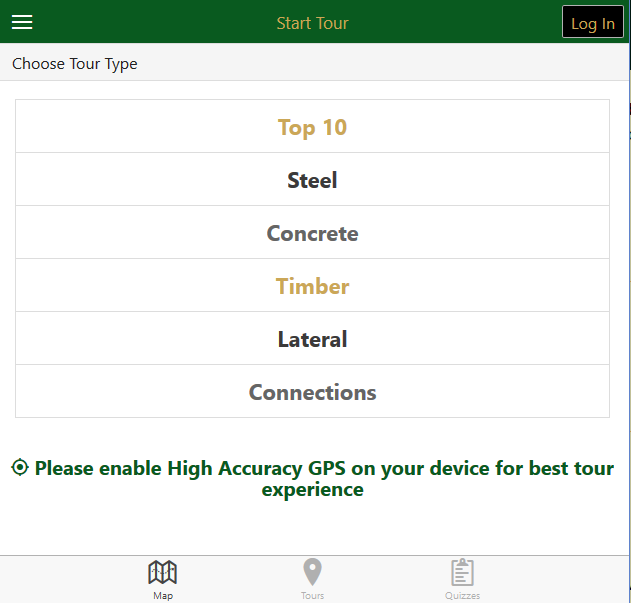 Start Tour
Log In
Choose Tour Type
Top 10
Steel
Concrete
Timber
Lateral
Connections
Please enable High Accuracy GPS on your device for best tour
experience
Map
Tours
Quizzes